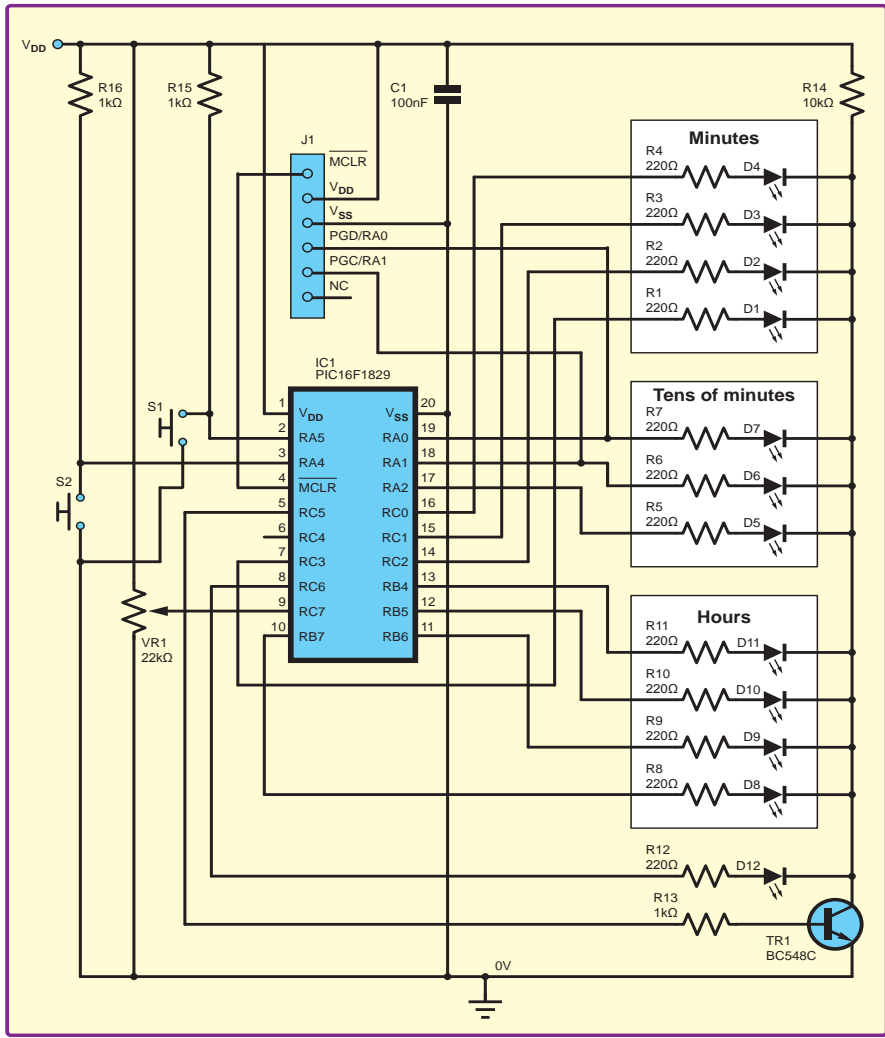 VDD
R16
1kΩ
R15
1kΩ
C1
100nF
R14
10kΩ
J1
MCLR
VDD
VSS
PGD/RA0
PGC/RA1
NC
Minutes
R4
220Ω
D4
R3
220Ω
D3
R2
220Ω
D2
R1
220Ω
D1
IC1
PIC16F1829
1 VDD VSS 20
2 RA5 RA0 19
3 RA4 RA1 18
4 MCLR RA2 17
5 RC5 RC0 16
6 RC4 RC1 15
7 RC3 RC2 14
8 RC6 RB4 13
9 RC7 RB5 12
10 RB7 RB6 11
S1
S2
VR1
22kΩ
Tens of minutes
R7
220Ω
D7
R6
220Ω
D6
R5
220Ω
D5
Hours
R11
220Ω
D11
R10
220Ω
D10
R9
220Ω
D9
R8
220Ω
D8
R12
220Ω
D12
R13
1kΩ
TR1
BC548C
0V